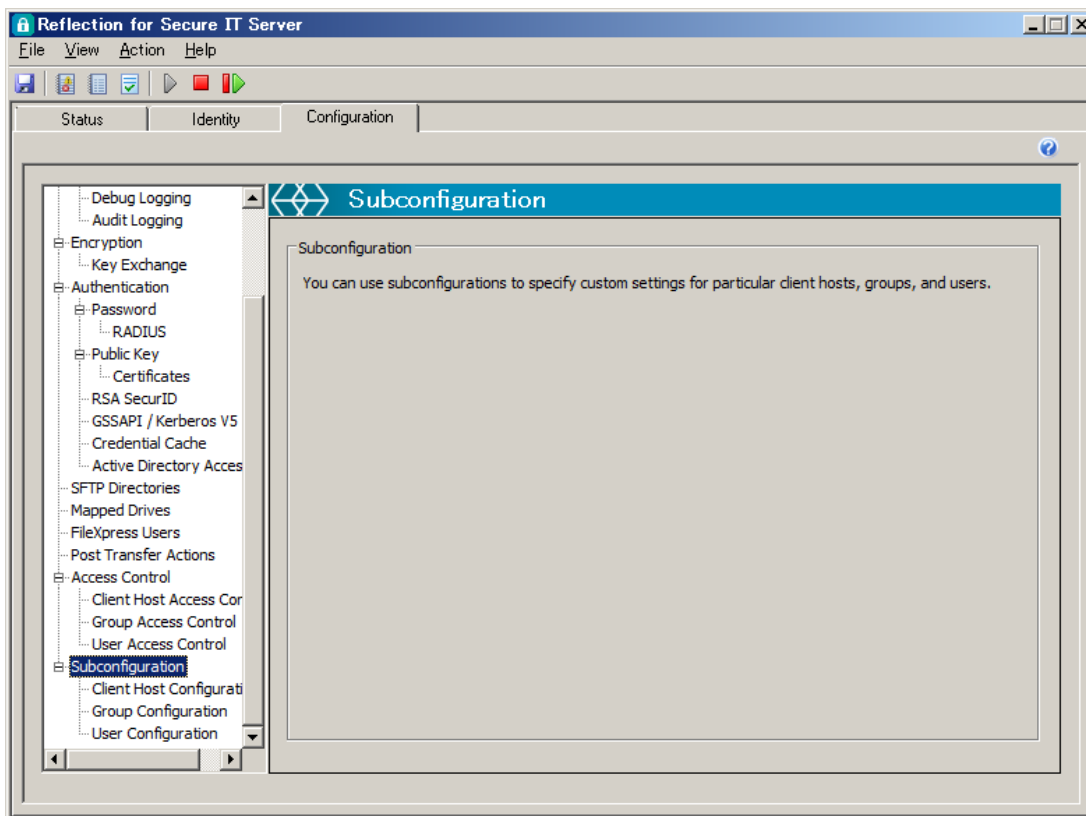 Reflection for Secure IT Server
File View Action Help
Status Identity Configuration
Debug Logging
Audit Logging
Encryption
Key Exchange
Authentication
Password
RADIUS
Public Key
Certificates
RSA SecurID
GSSAPI / Kerberos V5
Credential Cache
Active Directory Acces
SFTP Directories
Mapped Drives
FileXpress Users
Post Transfer Actions
Access Control
Client Host Access Cor
Group Access Control
User Access Control
Subconfiguration
Client Host Configurati
Group Configuration
User Configuration
Subconfiguration
Subconfiguration
You can use subconfigurations to specify custom settings for particular client hosts, groups, and users.